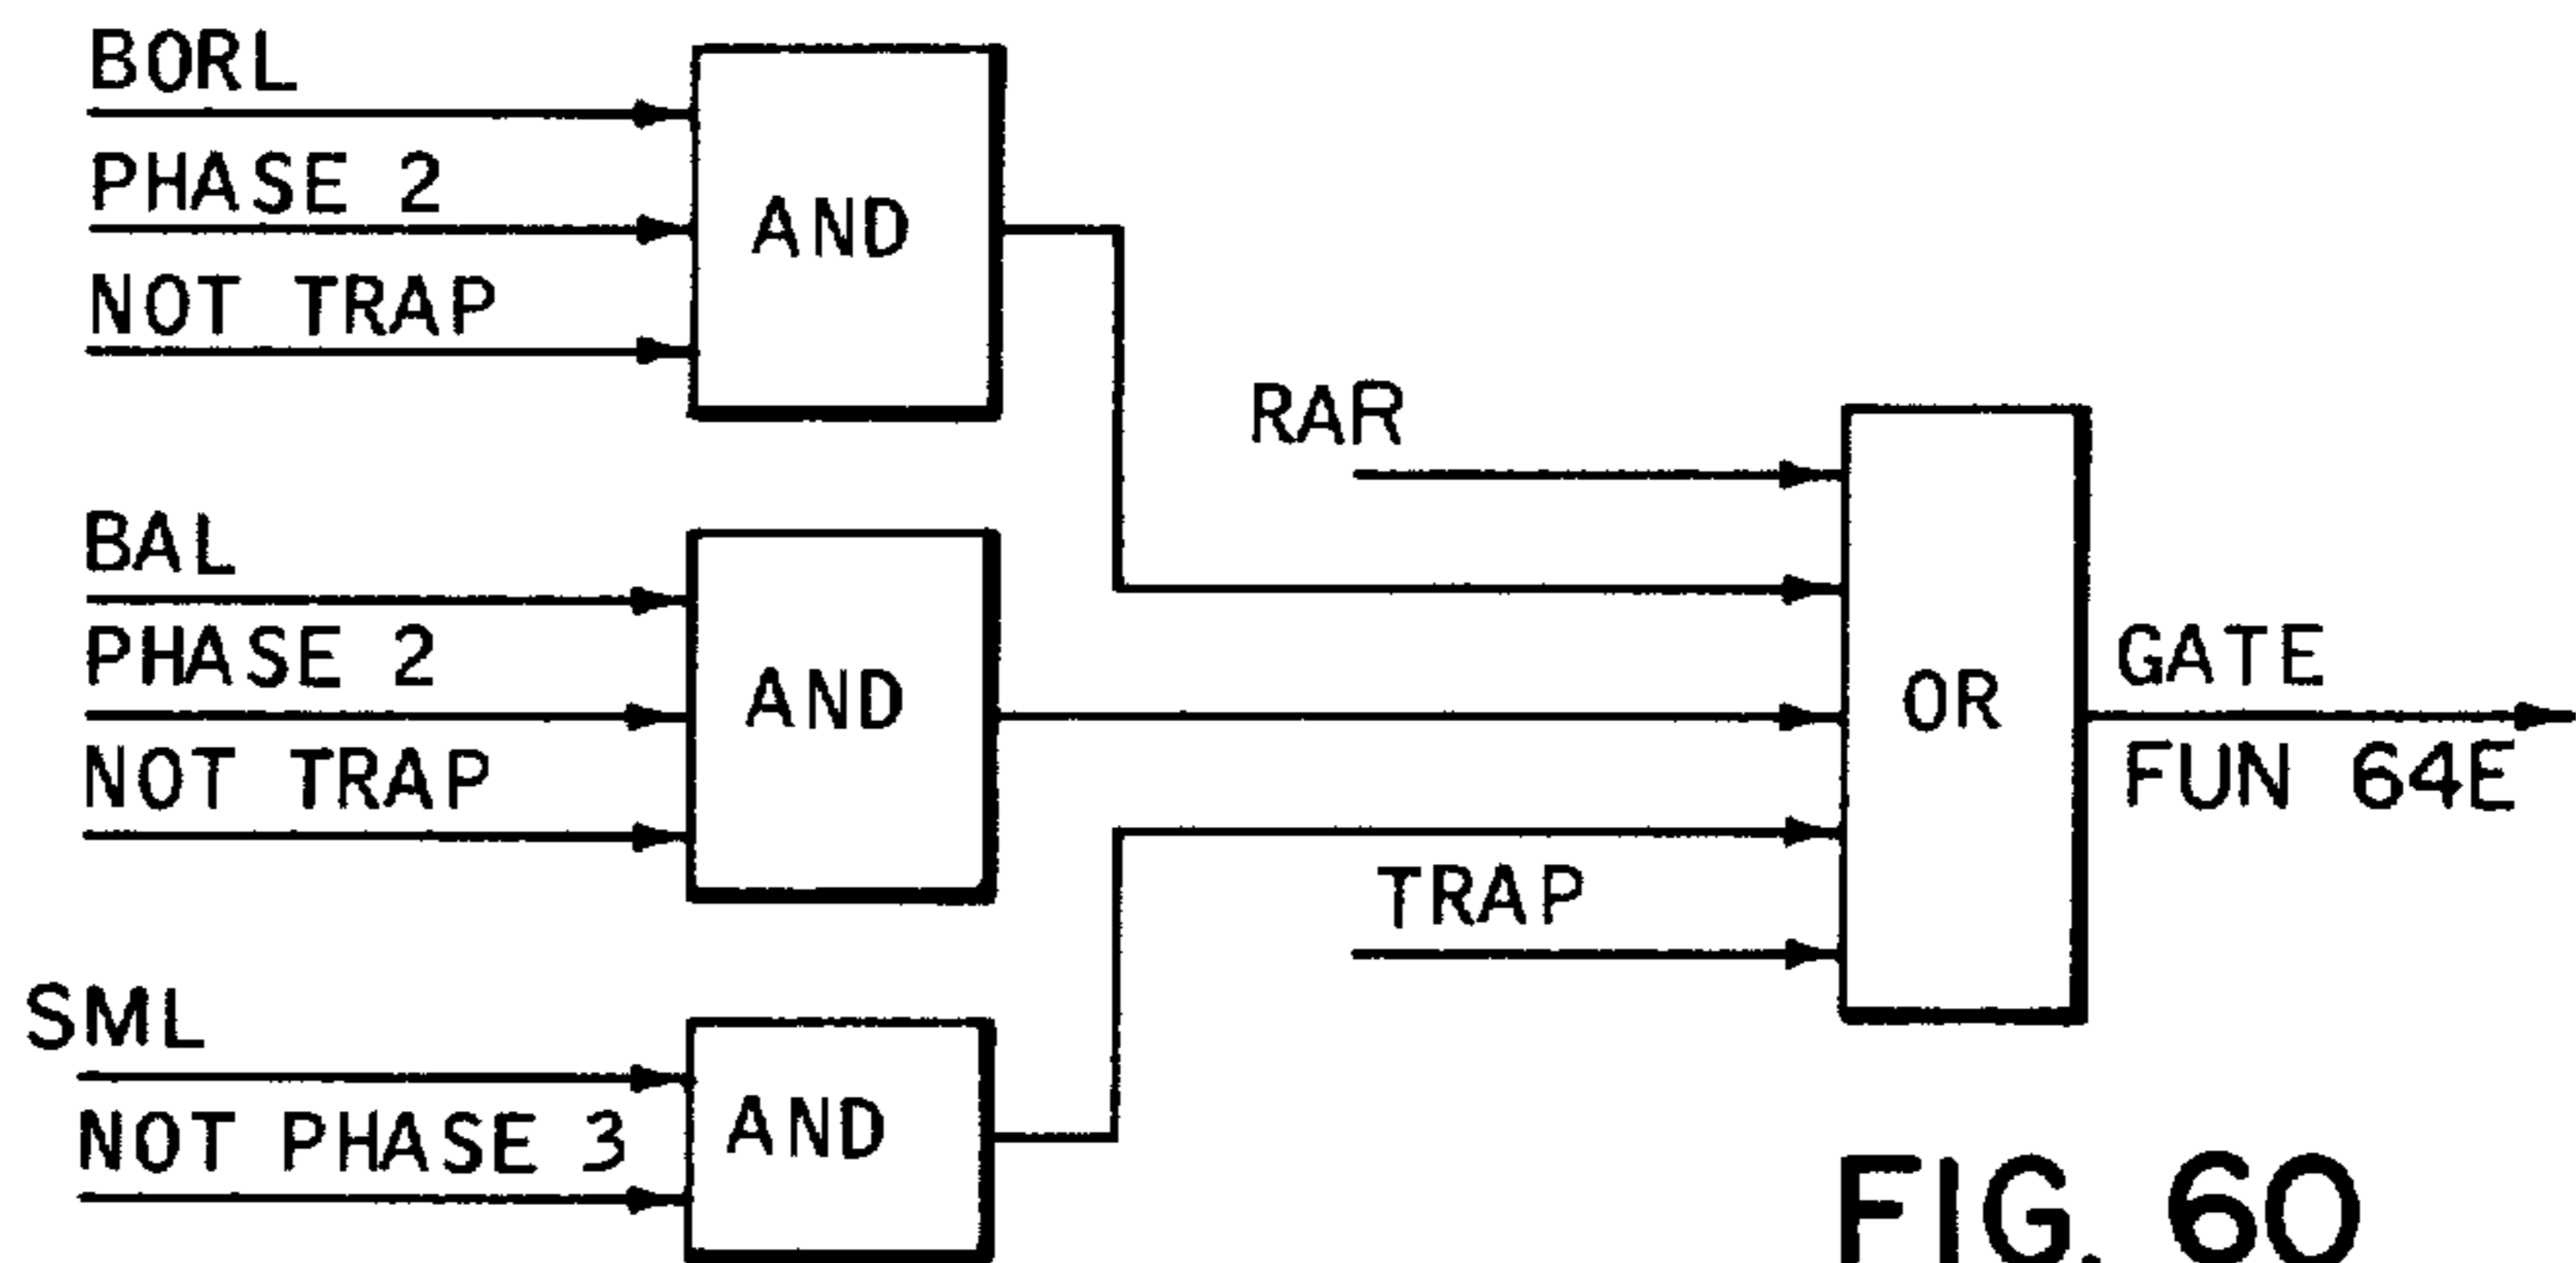 BORL
PHASE 2
AND
NOT TRAP
RAR
BAL
PHASE 2
AND
NOT TRAP
OR
GATE
FUN 64E
TRAP
SML
NOT PHASE 3
AND
FIG. 60